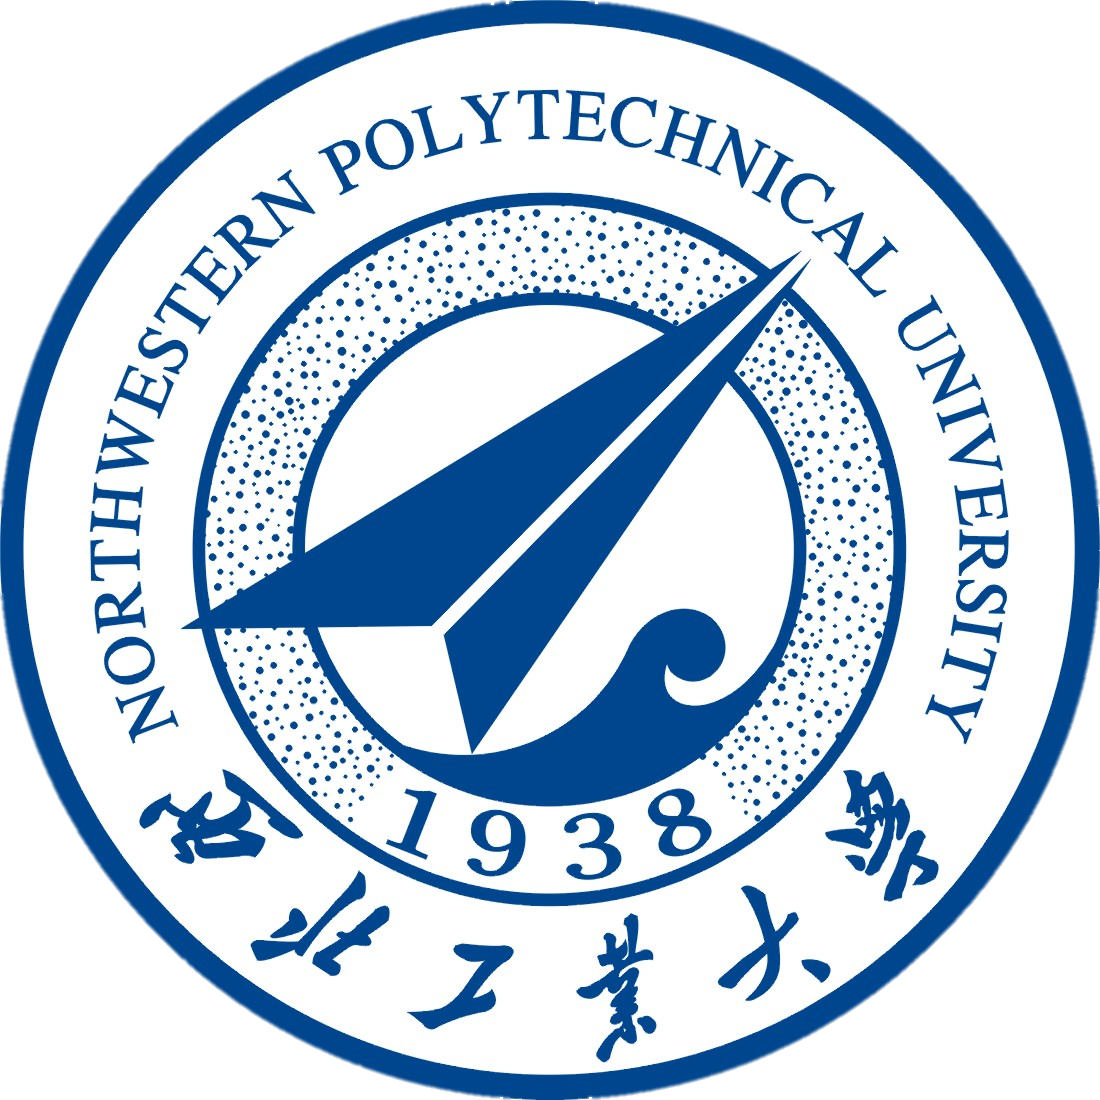 NORTHWESTERN POLYTECHNICAL UNIVERSITY
1938
西北工業大學